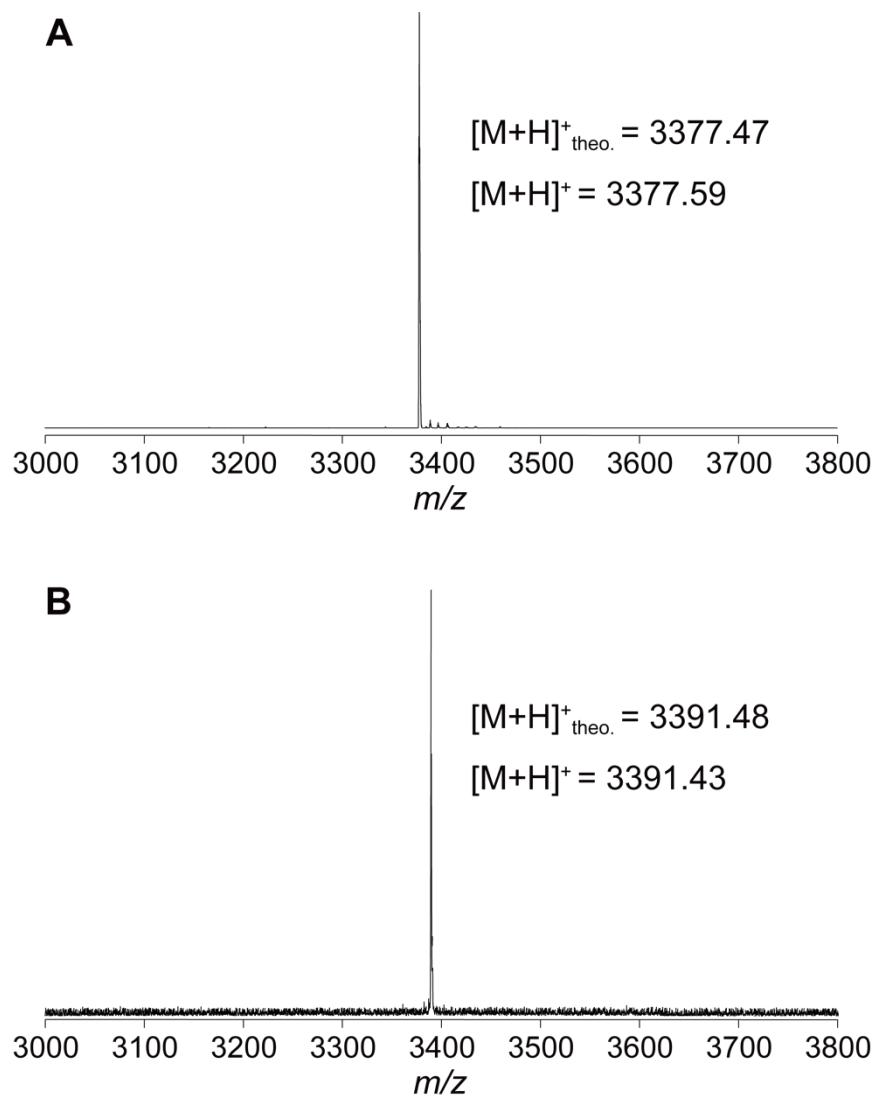 A
[M+H]+theo. = 3377.47
[M+H]+ = 3377.59
3000 3100 3200 3300 3400 3500 3600 3700 3800
m/z
B
[M+H]+theo. = 3391.48
[M+H]+ = 3391.43
3000 3100 3200 3300 3400 3500 3600 3700 3800
m/z